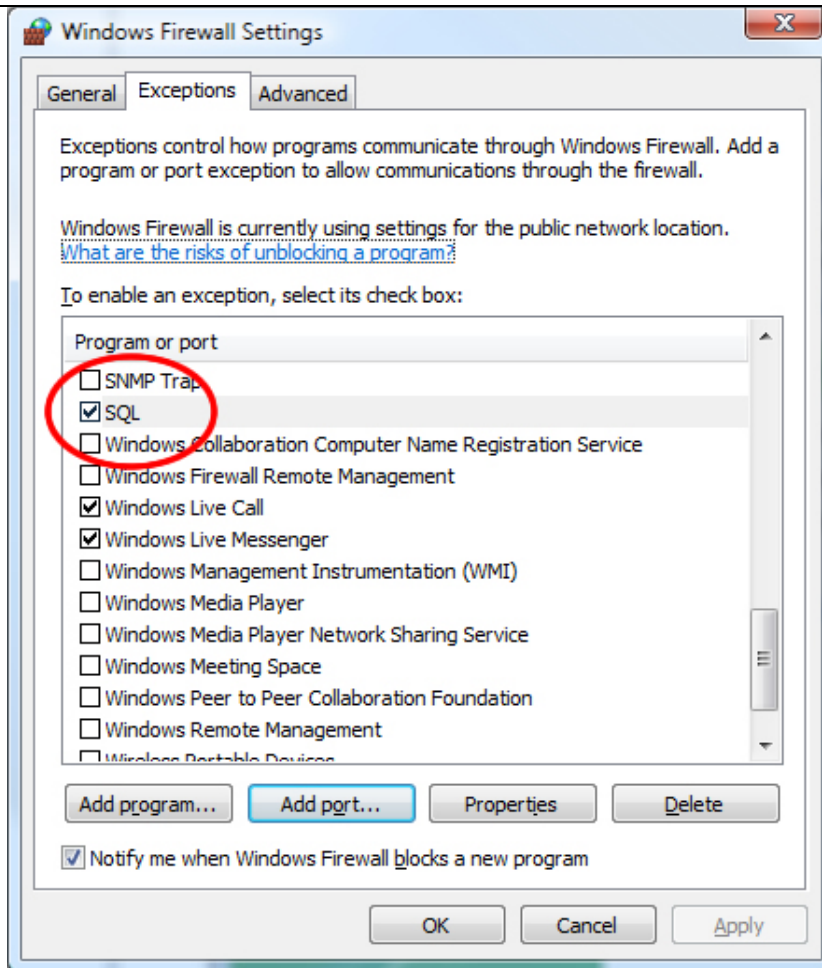 Windows Firewall Settings
General Exceptions Advanced
Exceptions control how programs communicate through Windows Firewall. Add a
program or port exception to allow communications through the firewall.
Windows Firewall is currently using settings for the public network location.
What are the risks of unblocking a program?
To enable an exception, select its check box:
Program or port
SNMP Trap
SQL
Windows Collaboration Computer Name Registration Service
Windows Firewall Remote Management
Windows Live Call
Windows Live Messenger
Windows Management Instrumentation (WMI)
Windows Media Player
Windows Media Player Network Sharing Service
Windows Meeting Space
Windows Peer to Peer Collaboration Foundation
Windows Remote Management
Wireless Portable Devices
Add program... Add port... Properties Delete
Notify me when Windows Firewall blocks a new program
OK Cancel Apply